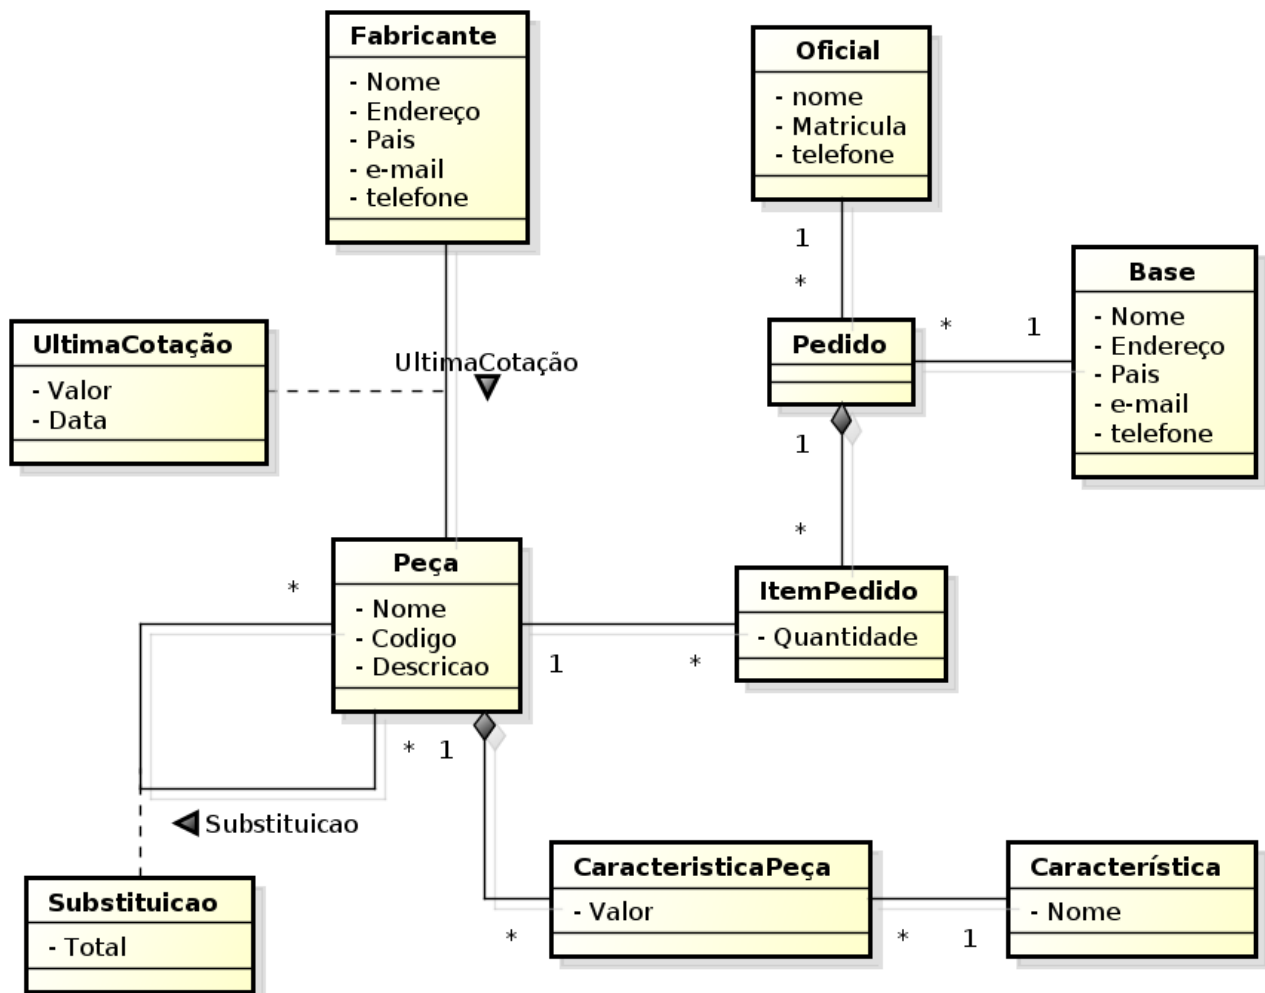 Fabricante
- Nome
- Endereço
- Pais
- e-mail
- telefone
Oficial
- nome
- Matricula
- telefone
1
*
Base
- Nome
- Endereço
- Pais
- e-mail
- telefone
* 1
UltimaCotação
- Valor
- Data
UltimaCotação
Pedido
1
*
Peça
- Nome
- Codigo
- Descricao
*
ItemPedido
- Quantidade
1 *
* 1
Substituicao
Substituicao
- Total
CaracteristicaPeça
- Valor
*
Característica
- Nome
* 1